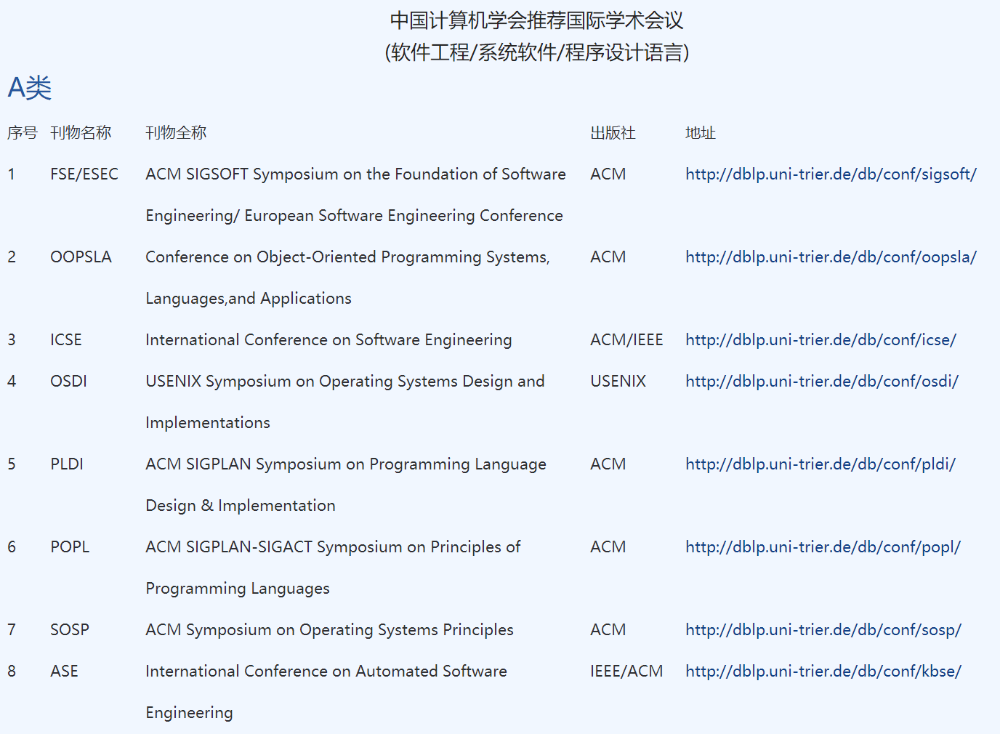 中国计算机学会推荐国际学术会议
(软件工程/系统软件/程序设计语言)
A类
序号 刊物名称 刊物全称 出版社 地址
1 FSE/ESEC ACM SIGSOFT Symposium on the Foundation of Software ACM http://dblp.uni-trier.de/db/conf/sigsoft/
Engineering/ European Software Engineering Conference
2 OOPSLA Conference on Object-Oriented Programming Systems, ACM http://dblp.uni-trier.de/db/conf/oopsla/
Languages,and Applications
3 ICSE International Conference on Software Engineering ACM/IEEE http://dblp.uni-trier.de/db/conf/icse/
4 OSDI USENIX Symposium on Operating Systems Design and USENIX http://dblp.uni-trier.de/db/conf/osdi/
Implementations
5 PLDI ACM SIGPLAN Symposium on Programming Language ACM http://dblp.uni-trier.de/db/conf/pldi/
Design & Implementation
6 POPL ACM SIGPLAN-SIGACT Symposium on Principles of ACM http://dblp.uni-trier.de/db/conf/popl/
Programming Languages
7 SOSP ACM Symposium on Operating Systems Principles ACM http://dblp.uni-trier.de/db/conf/sosp/
8 ASE International Conference on Automated Software IEEE/ACM http://dblp.uni-trier.de/db/conf/kbse/
Engineering